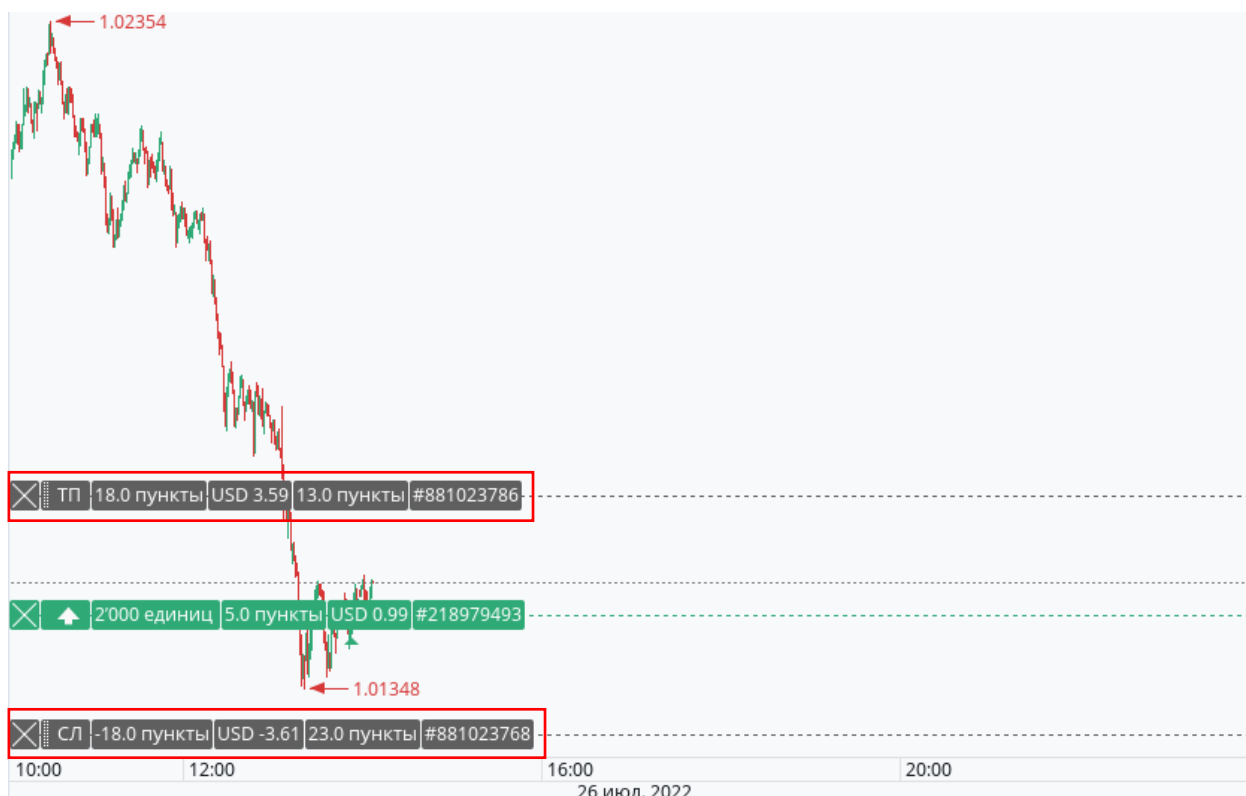 1.02354
ТП 18.0 пункты USD 3.59 13.0 пункты #881023786
2'000 единиц 5.0 пункты USD 0.99 #218979493
1.01348
СЛ -18.0 пункты USD -3.61 23.0 пункты #881023768
10:00 12:00 16:00 20:00
26 июл. 2022